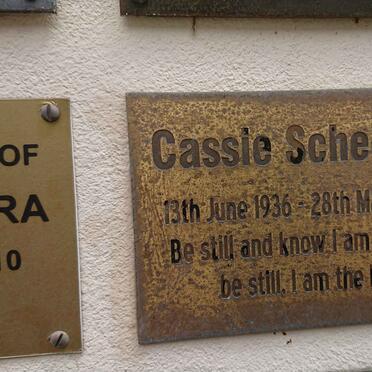 OF
RA
10
Cassie Sche
13th June 1936 - 28th M
Be still and know I am
be still, I am the